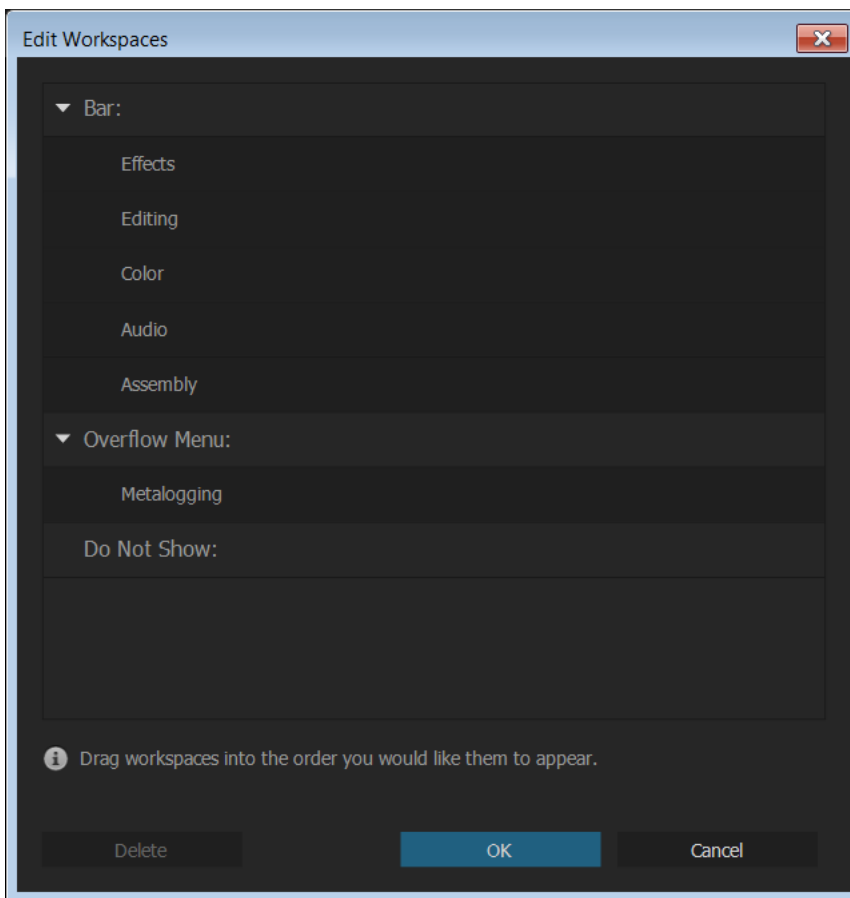 Edit Workspaces
Bar:
Effects
Editing
Color
Audio
Assembly
Overflow Menu:
Metalogging
Do Not Show:
Drag workspaces into the order you would like them to appear.
Delete OK Cancel